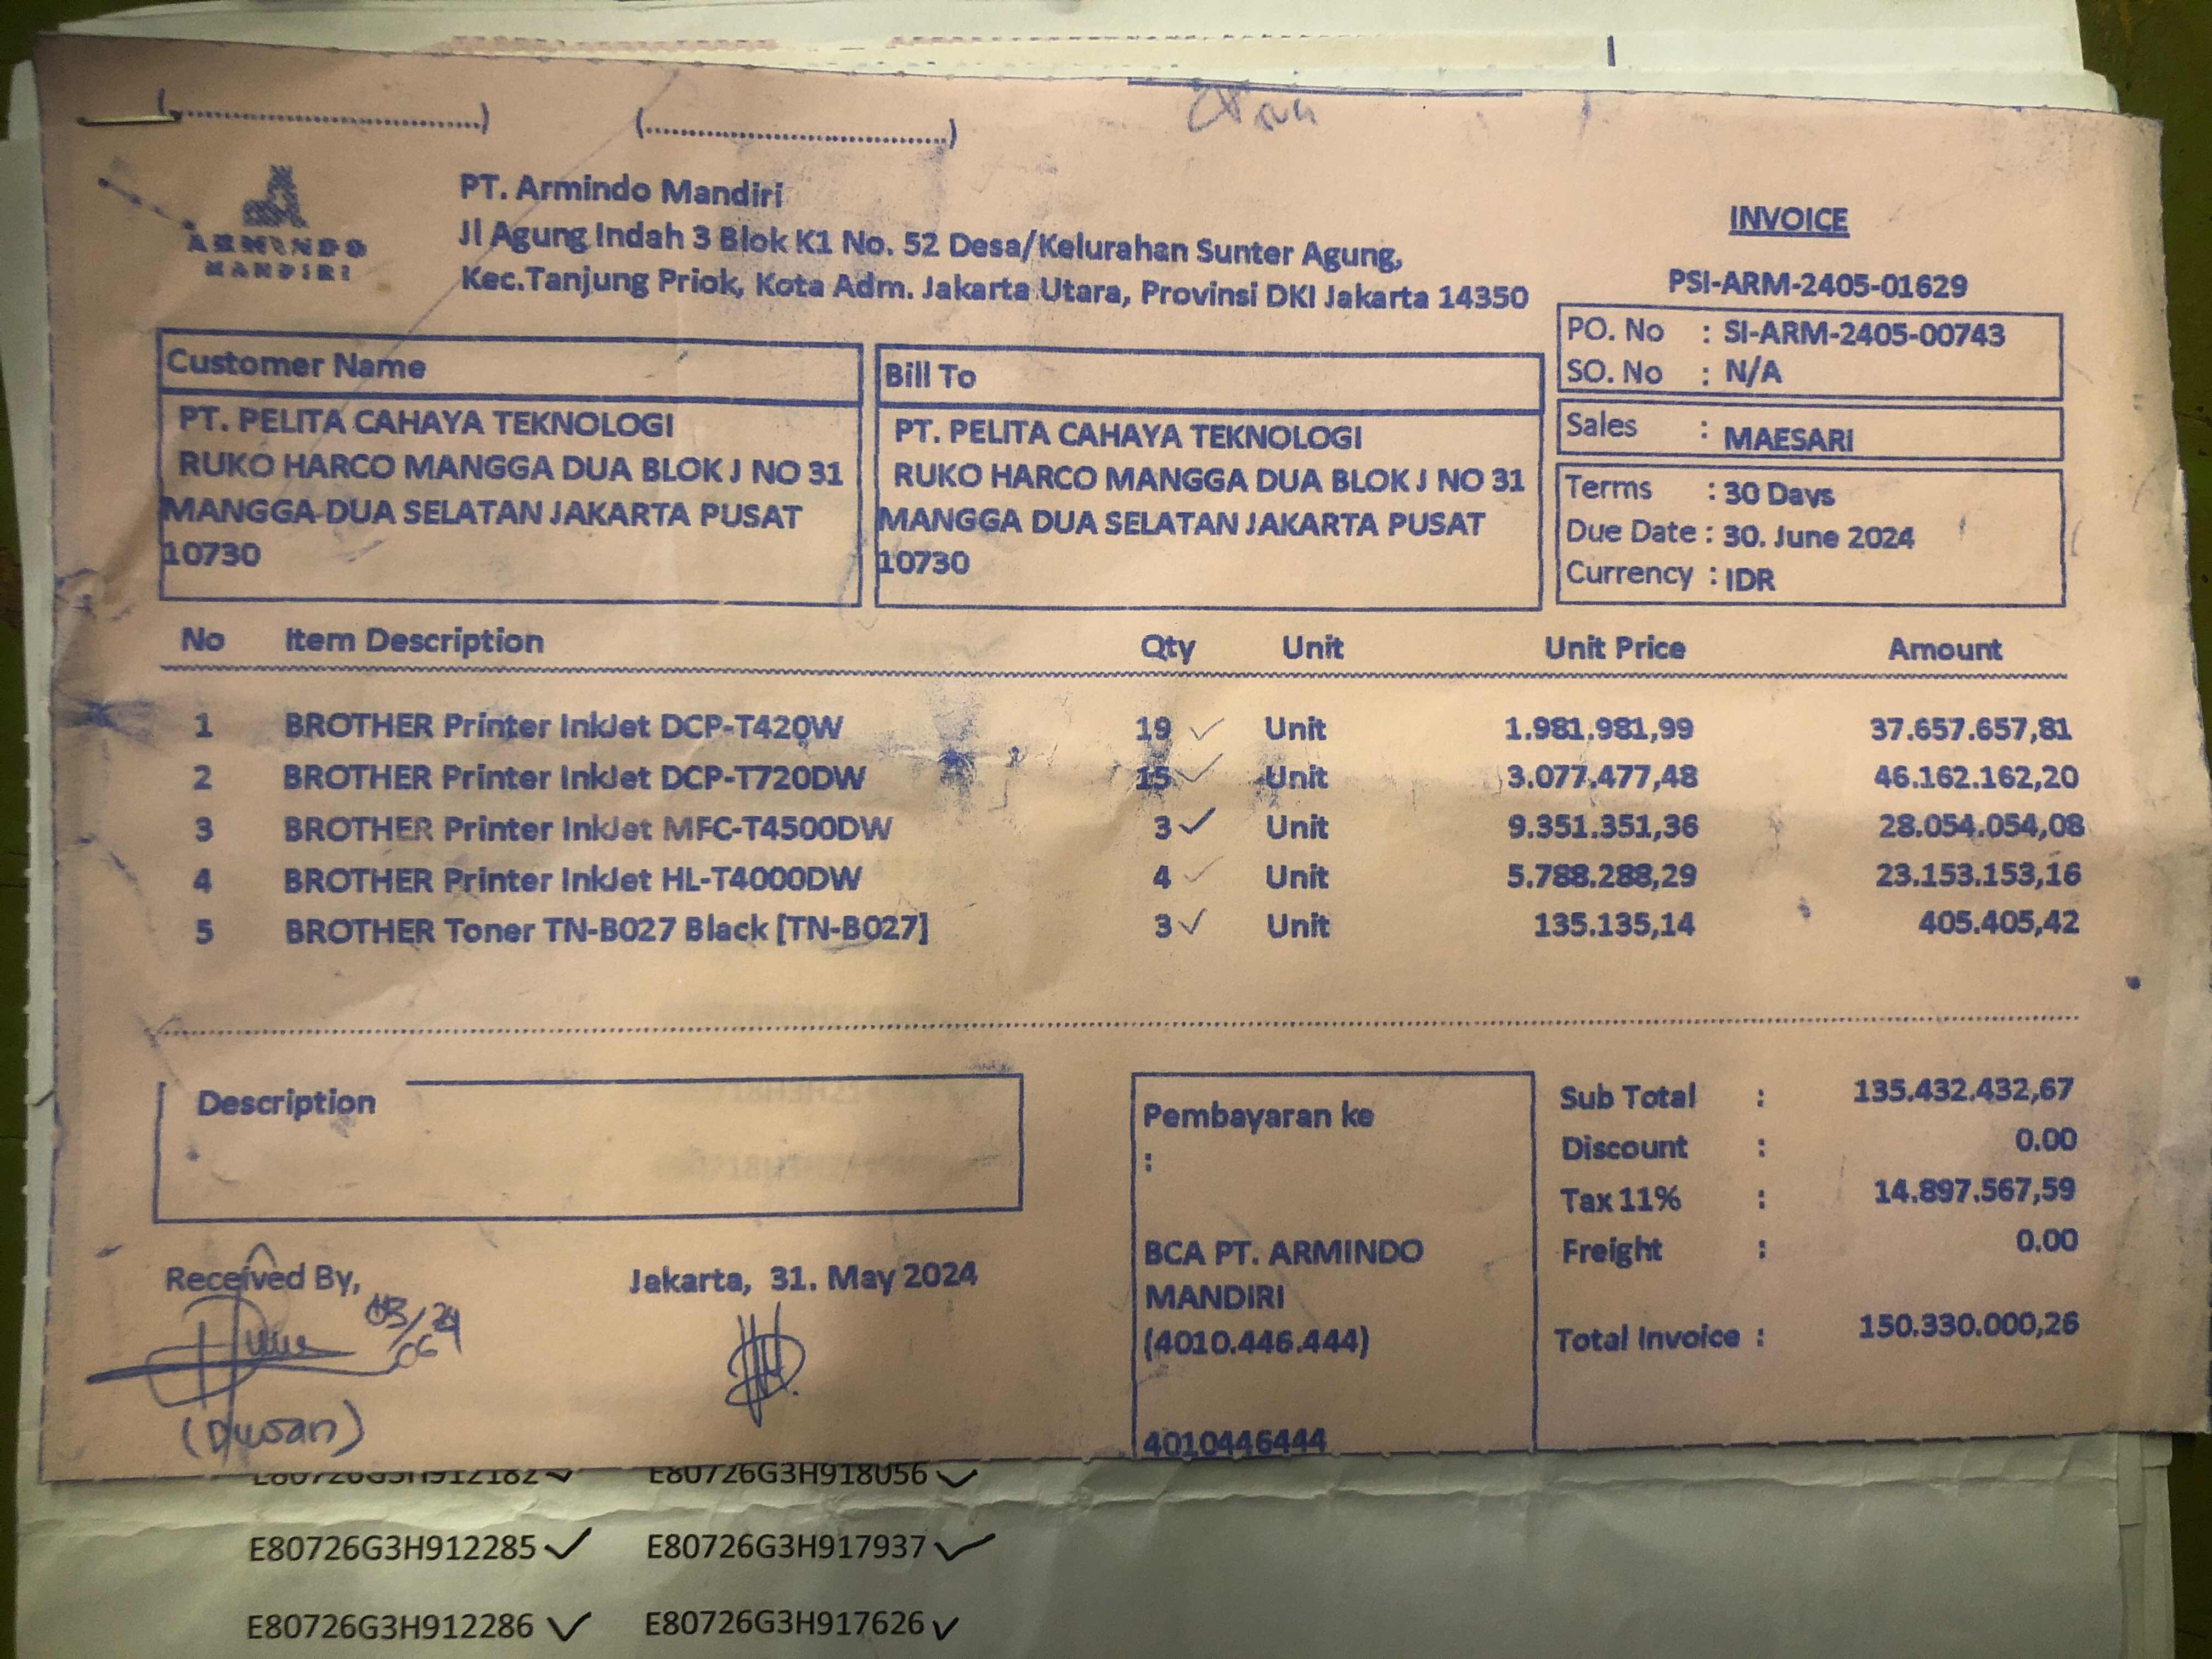 (..............................) (..............................)
ARMINDO
MANDIRI
PT. Armindo Mandiri
Jl Agung Indah 3 Blok K1 No. 52 Desa/Kelurahan Sunter Agung,
Kec.Tanjung Priok, Kota Adm. Jakarta Utara, Provinsi DKI Jakarta 14350
INVOICE
PSI-ARM-2405-01629
PO. No : SI-ARM-2405-00743
SO. No : N/A
Sales : MAESARI
Terms : 30 Days
Due Date : 30. June 2024
Currency : IDR
Customer Name
PT. PELITA CAHAYA TEKNOLOGI
RUKO HARCO MANGGA DUA BLOK J NO 31
MANGGA DUA SELATAN JAKARTA PUSAT
10730
Bill To
PT. PELITA CAHAYA TEKNOLOGI
RUKO HARCO MANGGA DUA BLOK J NO 31
MANGGA DUA SELATAN JAKARTA PUSAT
10730
No Item Description Qty Unit Unit Price Amount
1 BROTHER Printer InkJet DCP-T420W 19 Unit 1.981.981,99 37.657.657,81
2 BROTHER Printer InkJet DCP-T720DW 15 Unit 3.077.477,48 46.162.162,20
3 BROTHER Printer InkJet MFC-T4500DW 3 Unit 9.351.351,36 28.054.054,08
4 BROTHER Printer InkJet HL-T4000DW 4 Unit 5.788.288,29 23.153.153,16
5 BROTHER Toner TN-B027 Black [TN-B027] 3 Unit 135.135,14 405.405,42
Description
Received By,
03/06 24
(Dwsan)
Jakarta, 31. May 2024
Pembayaran ke
:
BCA PT. ARMINDO
MANDIRI
(4010.446.444)
4010446444
Sub Total : 135.432.432,67
Discount : 0.00
Tax 11% : 14.897.567,59
Freight : 0.00
Total Invoice : 150.330.000,26
E80726G3H912182 E80726G3H918056
E80726G3H912285 E80726G3H917937
E80726G3H912286 E80726G3H917626